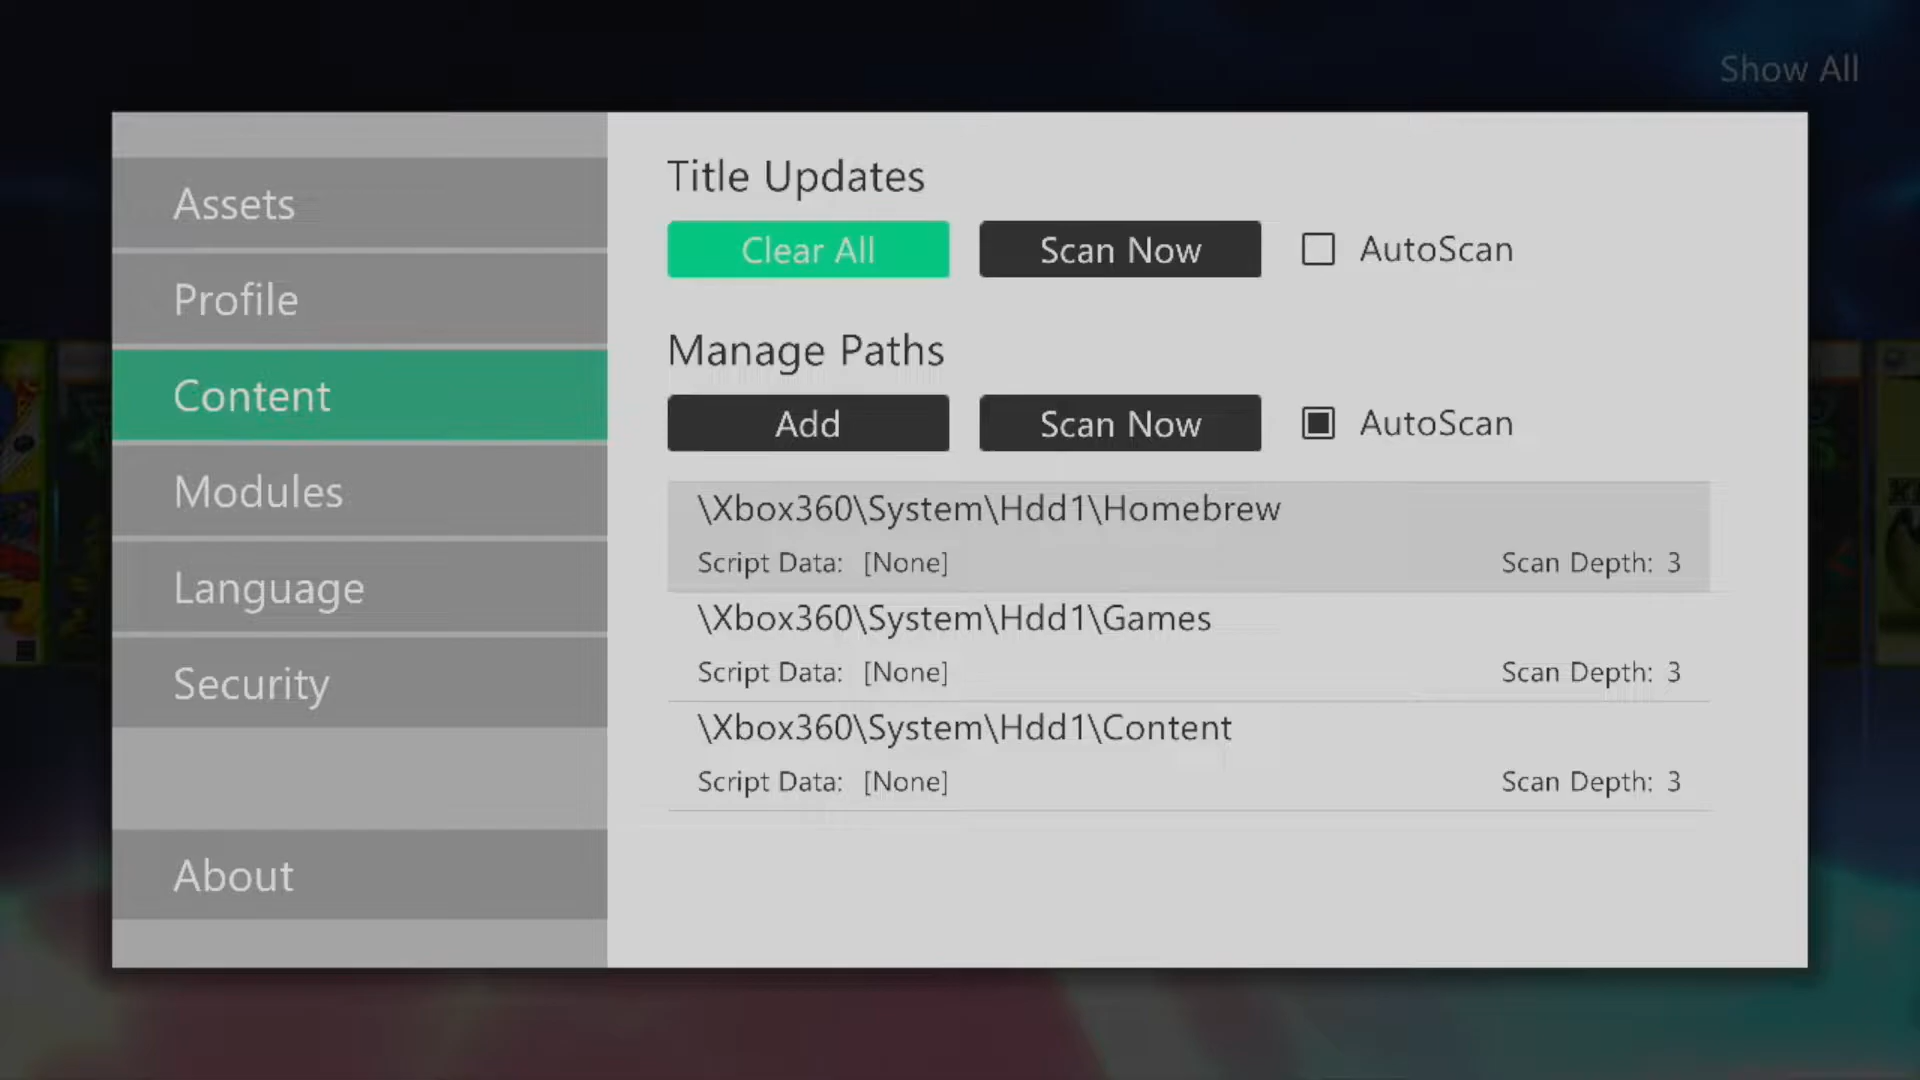 Show All
Assets
Profile
Content
Modules
Language
Security
About
Title Updates
Clear All
Scan Now
AutoScan
Manage Paths
Add
Scan Now
AutoScan
\Xbox360\System\Hdd1\Homebrew
Script Data: [None]
Scan Depth: 3
\Xbox360\System\Hdd1\Games
Script Data: [None]
Scan Depth: 3
\Xbox360\System\Hdd1\Content
Script Data: [None]
Scan Depth: 3